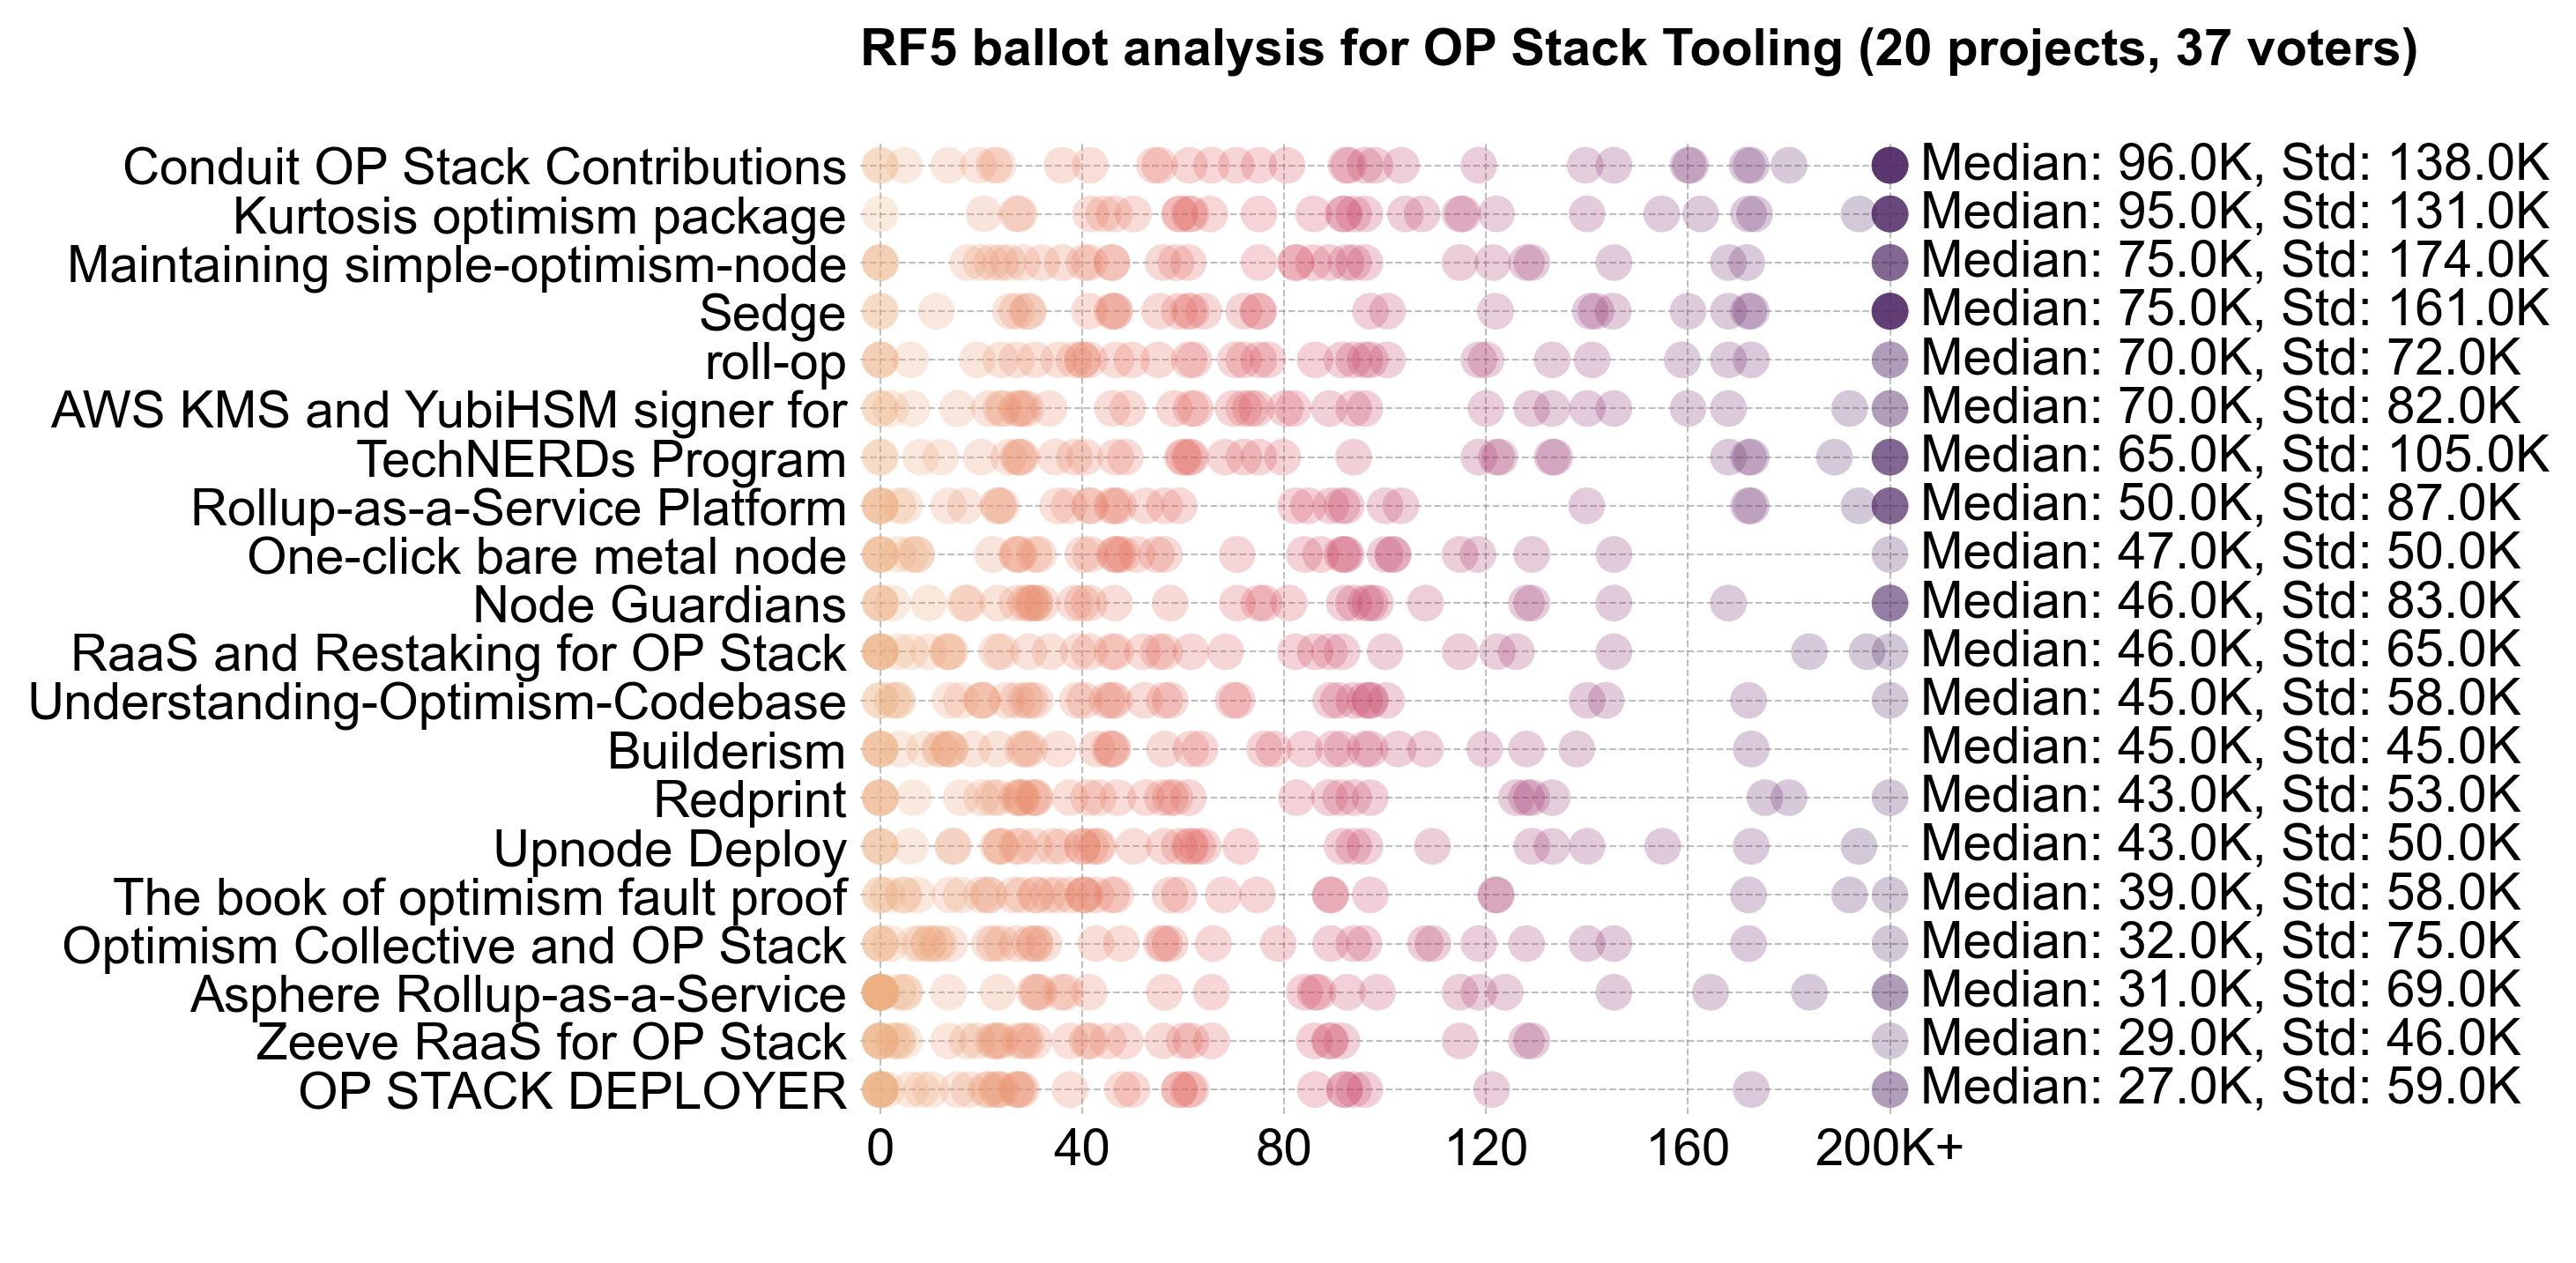 RF5 ballot analysis for OP Stack Tooling (20 projects, 37 voters)
Conduit OP Stack Contributions Median: 96.0K, Std: 138.0K
Kurtosis optimism package Median: 95.0K, Std: 131.0K
Maintaining simple-optimism-node Median: 75.0K, Std: 174.0K
Sedge Median: 75.0K, Std: 161.0K
roll-op Median: 70.0K, Std: 72.0K
AWS KMS and YubiHSM signer for Median: 70.0K, Std: 82.0K
TechNERDs Program Median: 65.0K, Std: 105.0K
Rollup-as-a-Service Platform Median: 50.0K, Std: 87.0K
One-click bare metal node Median: 47.0K, Std: 50.0K
Node Guardians Median: 46.0K, Std: 83.0K
RaaS and Restaking for OP Stack Median: 46.0K, Std: 65.0K
Understanding-Optimism-Codebase Median: 45.0K, Std: 58.0K
Builderism Median: 45.0K, Std: 45.0K
Redprint Median: 43.0K, Std: 53.0K
Upnode Deploy Median: 43.0K, Std: 50.0K
The book of optimism fault proof Median: 39.0K, Std: 58.0K
Optimism Collective and OP Stack Median: 32.0K, Std: 75.0K
Asphere Rollup-as-a-Service Median: 31.0K, Std: 69.0K
Zeeve RaaS for OP Stack Median: 29.0K, Std: 46.0K
OP STACK DEPLOYER Median: 27.0K, Std: 59.0K
0 40 80 120 160 200K+